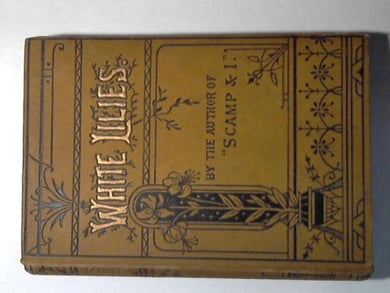 WHITE LILIES.
BY THE AUTHOR OF
"SCAMP & I."